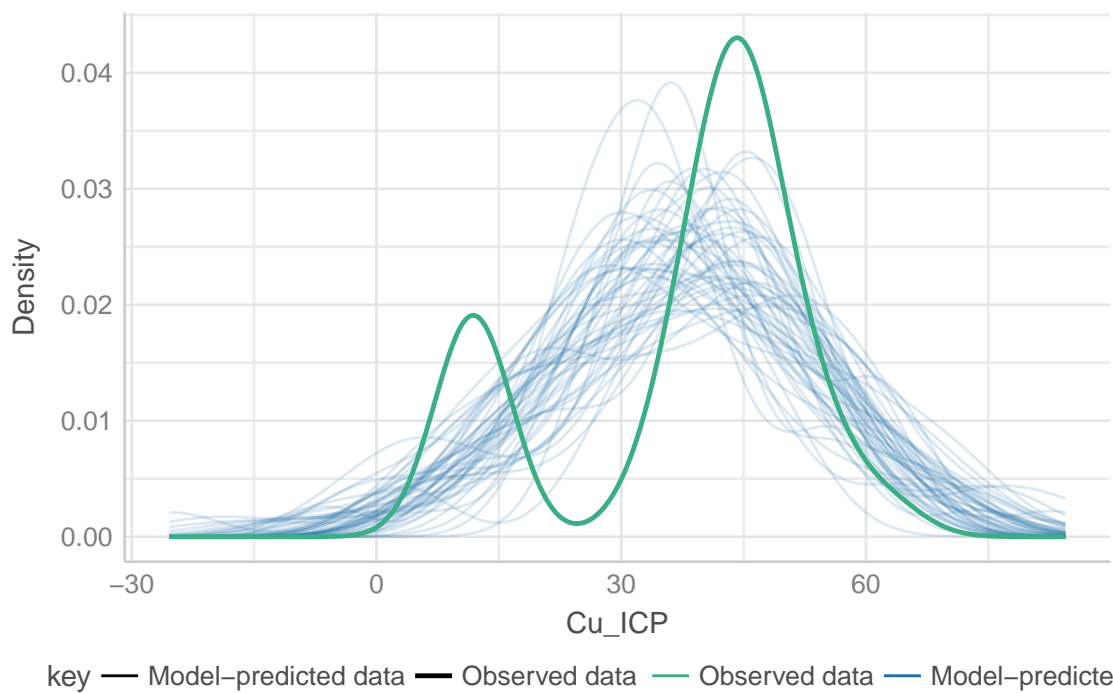 0.04
0.03
0.02
0.01
0.00
Density
−30 0 30 60
Cu_ICP
key Model−predicted data Observed data Observed data Model−predicte